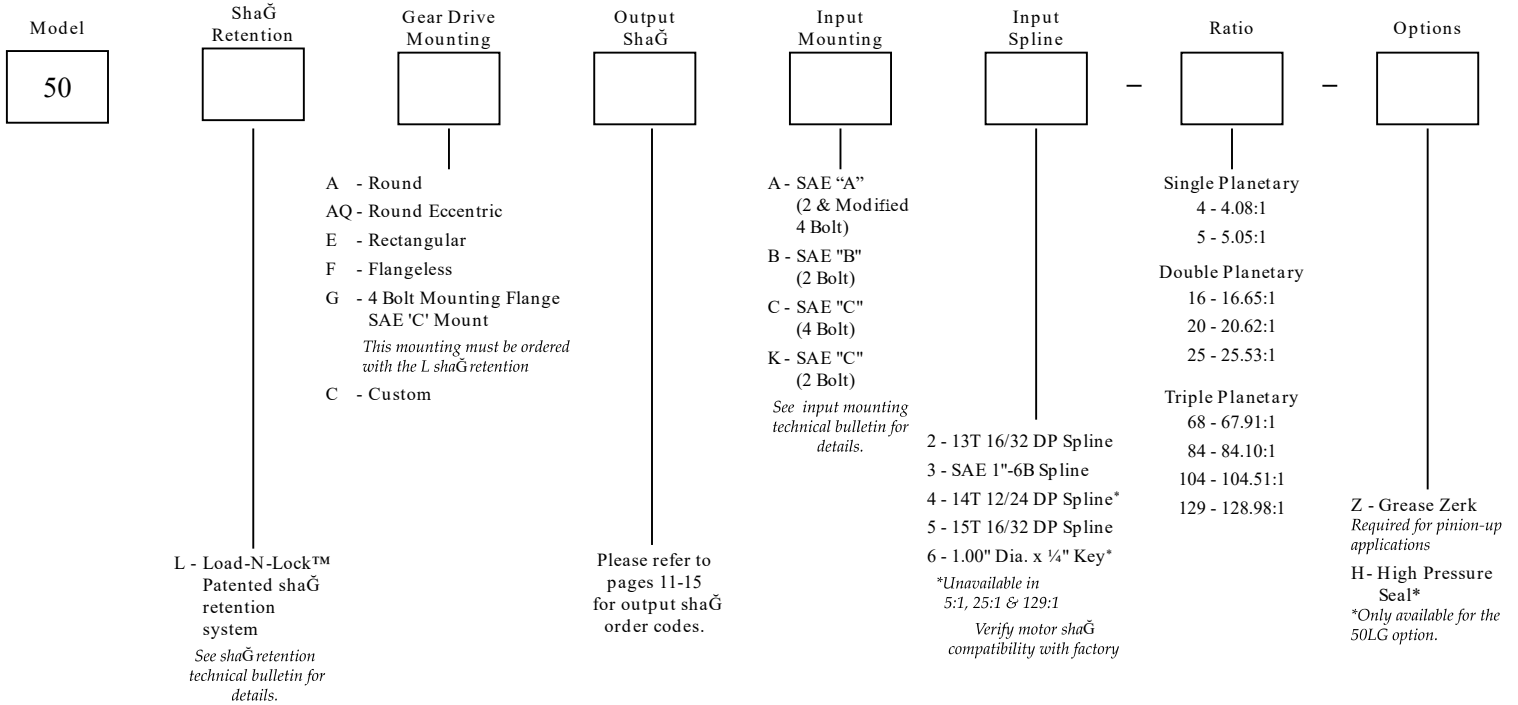 Model
ShaĞ
Retention
Gear Drive
Mounting
Output
ShaĞ
Input
Mounting
Input
Spline
Ratio
Options
50
–
–
L - Load-N-Lock™
Patented shaĞ
retention
system
See shaĞ retention
technical bulletin for
details.
A - Round
AQ - Round Eccentric
E - Rectangular
F - Flangeless
G - 4 Bolt Mounting Flange
SAE 'C' Mount
This mounting must be ordered
with the L shaĞ retention
C - Custom
Please refer to
pages 11-15
for output shaĞ
order codes.
A - SAE “A”
(2 & Modified
4 Bolt)
B - SAE "B"
(2 Bolt)
C - SAE "C"
(4 Bolt)
K - SAE "C"
(2 Bolt)
See input mounting
technical bulletin for
details.
2 - 13T 16/32 DP Spline
3 - SAE 1"-6B Spline
4 - 14T 12/24 DP Spline*
5 - 15T 16/32 DP Spline
6 - 1.00" Dia. x ¼" Key*
*Unavailable in
5:1, 25:1 & 129:1
Verify motor shaĞ
compatibility with factory
Single Planetary
4 - 4.08:1
5 - 5.05:1
Double Planetary
16 - 16.65:1
20 - 20.62:1
25 - 25.53:1
Triple Planetary
68 - 67.91:1
84 - 84.10:1
104 - 104.51:1
129 - 128.98:1
Z - Grease Zerk
Required for pinion-up
applications
H- High Pressure
Seal*
*Only available for the
50LG option.